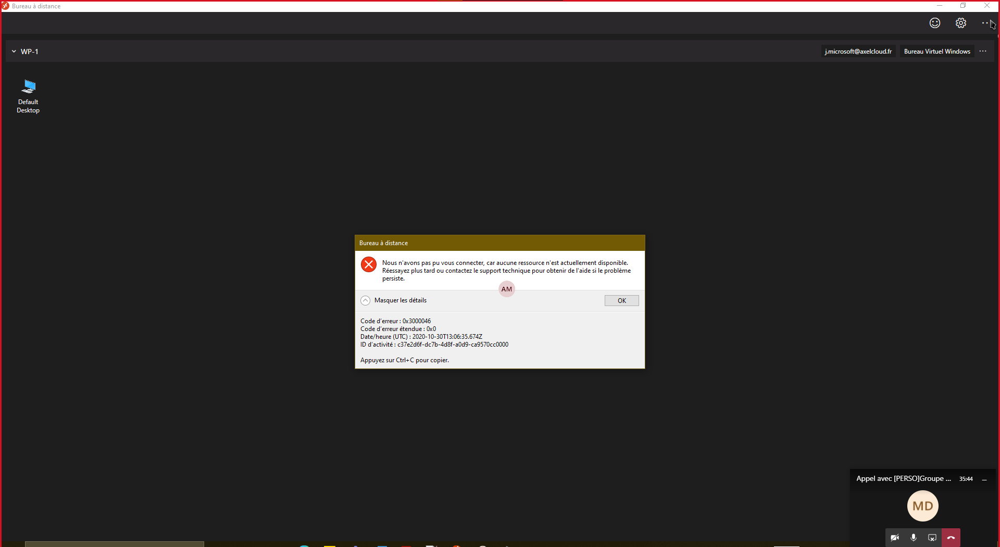 Bureau à distance
WP-1
j.microsoft@axelcloud.fr
Bureau Virtuel Windows
Default
Desktop
Bureau à distance
Nous n'avons pas pu vous connecter, car aucune ressource n'est actuellement disponible.
Réessayez plus tard ou contactez le support technique pour obtenir de l'aide si le problème
persiste.
AM
Masquer les détails
OK
Code d'erreur : 0x3000046
Code d'erreur étendue : 0x0
Date/heure (UTC) : 2020-10-30T13:06:35.674Z
ID d'activité : c37e2d6f-dc7b-4d8f-a0d9-ca9570cc0000
Appuyez sur Ctrl+C pour copier.
Appel avec [PERSO]Groupe ...
35:44
MD